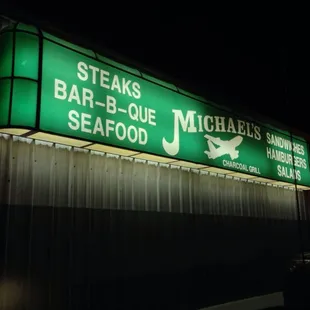 STEAKS
BAR-B-QUE
SEAFOOD
MICHAEL'S
CHARCOAL GRILL
SANDWICHES
HAMBURGERS
SALADS